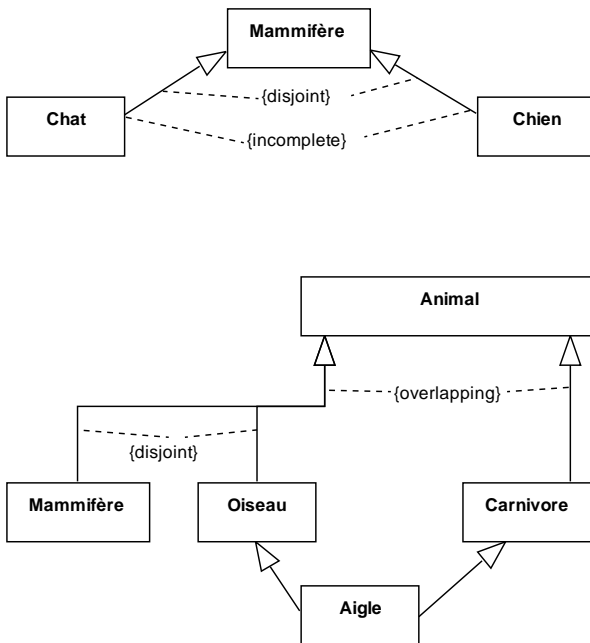 Mammifère
{disjoint}
Chat
Chien
{incomplete}
Animal
{overlapping}
{disjoint}
Mammifère
Oiseau
Carnivore
Aigle